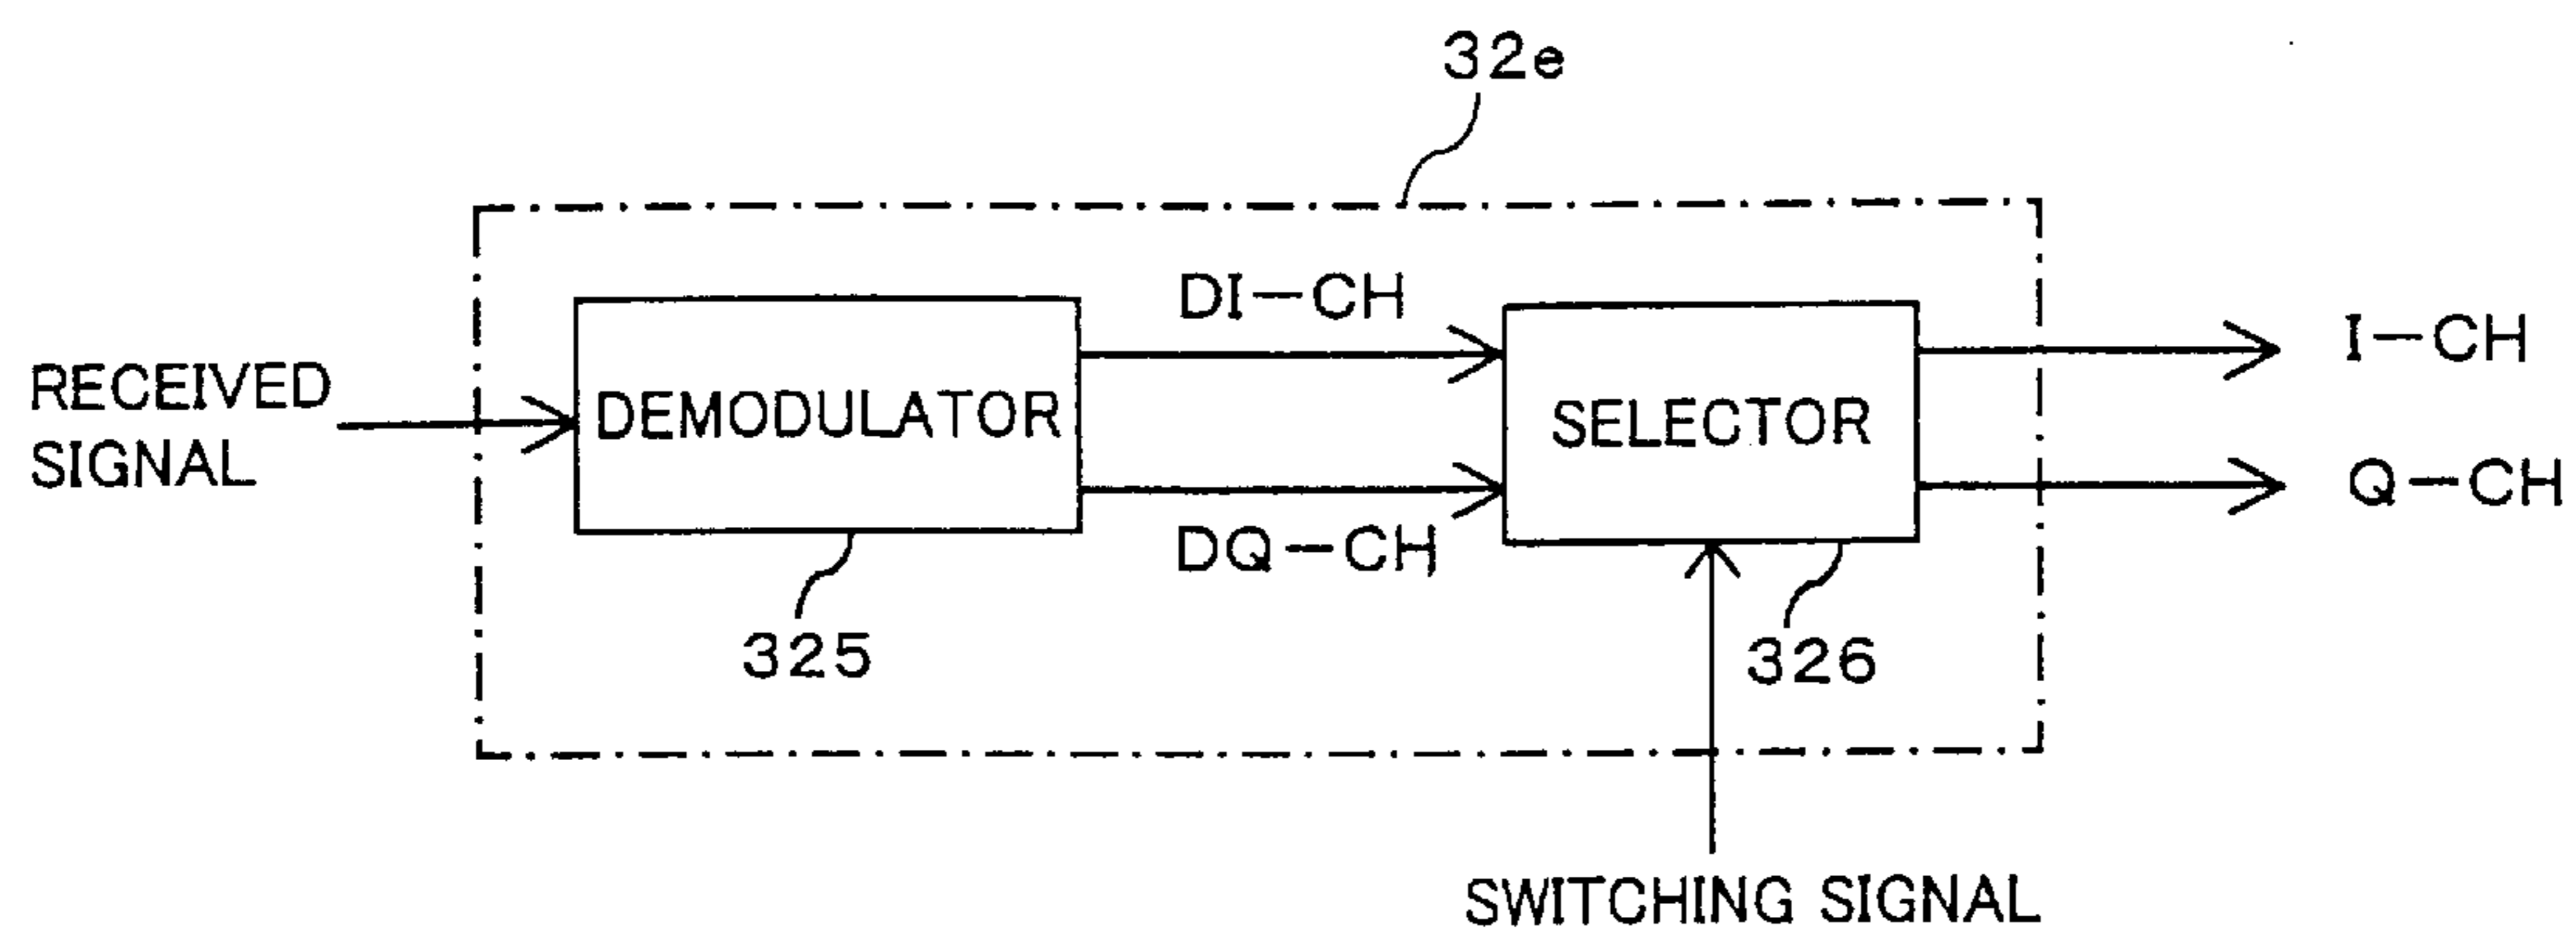 32e
DI-CH
I-CH
RECEIVED
SIGNAL
DEMODULATOR
SELECTOR
Q-CH
DQ-CH
325
326
SWITCHING SIGNAL